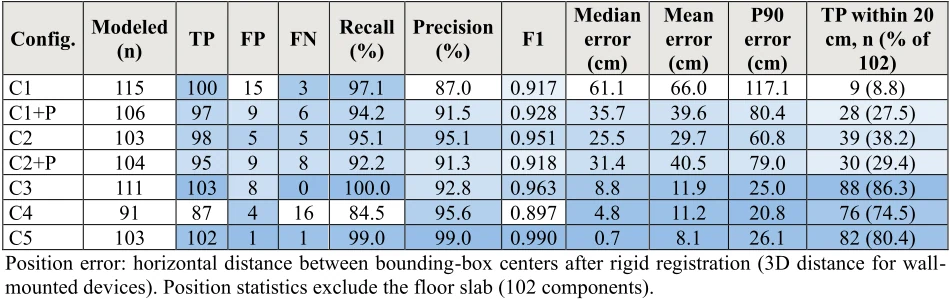 Config. Modeled (n) TP FP FN Recall (%) Precision (%) F1 Median error (cm) Mean error (cm) P90 error (cm) TP within 20 cm, n (% of 102)
C1 115 100 15 3 97.1 87.0 0.917 61.1 66.0 117.1 9 (8.8)
C1+P 106 97 9 6 94.2 91.5 0.928 35.7 39.6 80.4 28 (27.5)
C2 103 98 5 5 95.1 95.1 0.951 25.5 29.7 60.8 39 (38.2)
C2+P 104 95 9 8 92.2 91.3 0.918 31.4 40.5 79.0 30 (29.4)
C3 111 103 8 0 100.0 92.8 0.963 8.8 11.9 25.0 88 (86.3)
C4 91 87 4 16 84.5 95.6 0.897 4.8 11.2 20.8 76 (74.5)
C5 103 102 1 1 99.0 99.0 0.990 0.7 8.1 26.1 82 (80.4)
Position error: horizontal distance between bounding-box centers after rigid registration (3D distance for wall-
mounted devices). Position statistics exclude the floor slab (102 components).